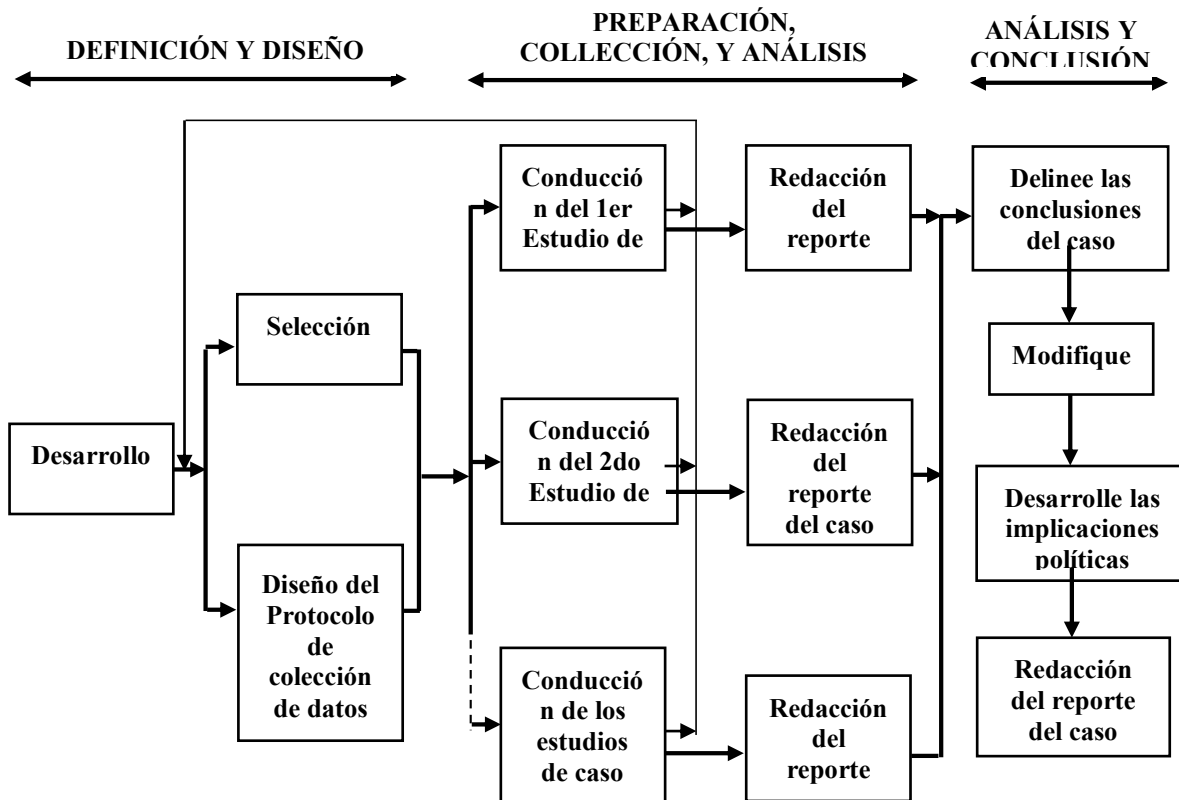 DEFINICIÓN Y DISEÑO
PREPARACIÓN,
COLLECCIÓN, Y ANÁLISIS
ANÁLISIS Y
CONCLUSIÓN
Desarrollo
Selección
Diseño del
Protocolo
de
colección
de datos
Conducció
n del 1er
Estudio de
Conducció
n del 2do
Estudio de
Conducció
n de los
estudios
de caso
Redacción
del
reporte
Redacción
del
reporte
del caso
Redacción
del
reporte
Delinee las
conclusiones
del caso
Modifique
Desarrolle las
implicaciones
políticas
Redacción
del reporte
del caso